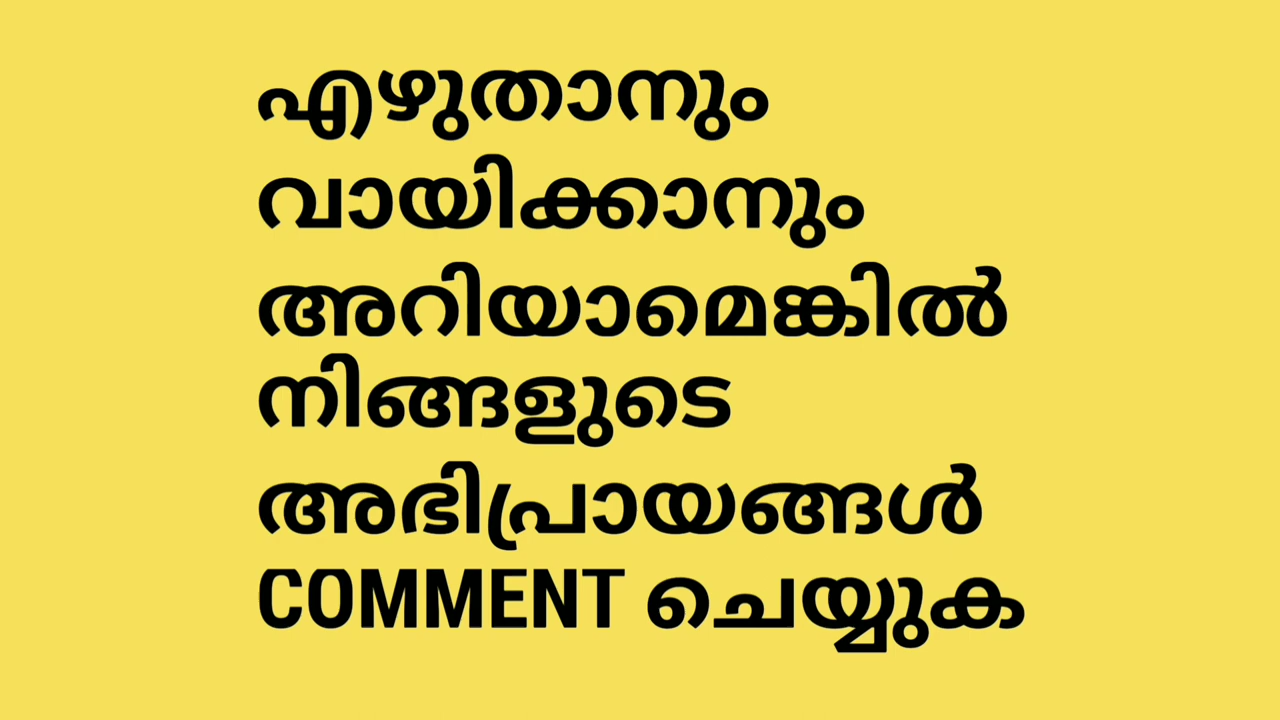 എഴുതാനും
വായിക്കാനും
അറിയാമെങ്കിൽ
നിങ്ങളുടെ
അഭിപ്രായങ്ങൾ
COMMENT ചെയ്യുക